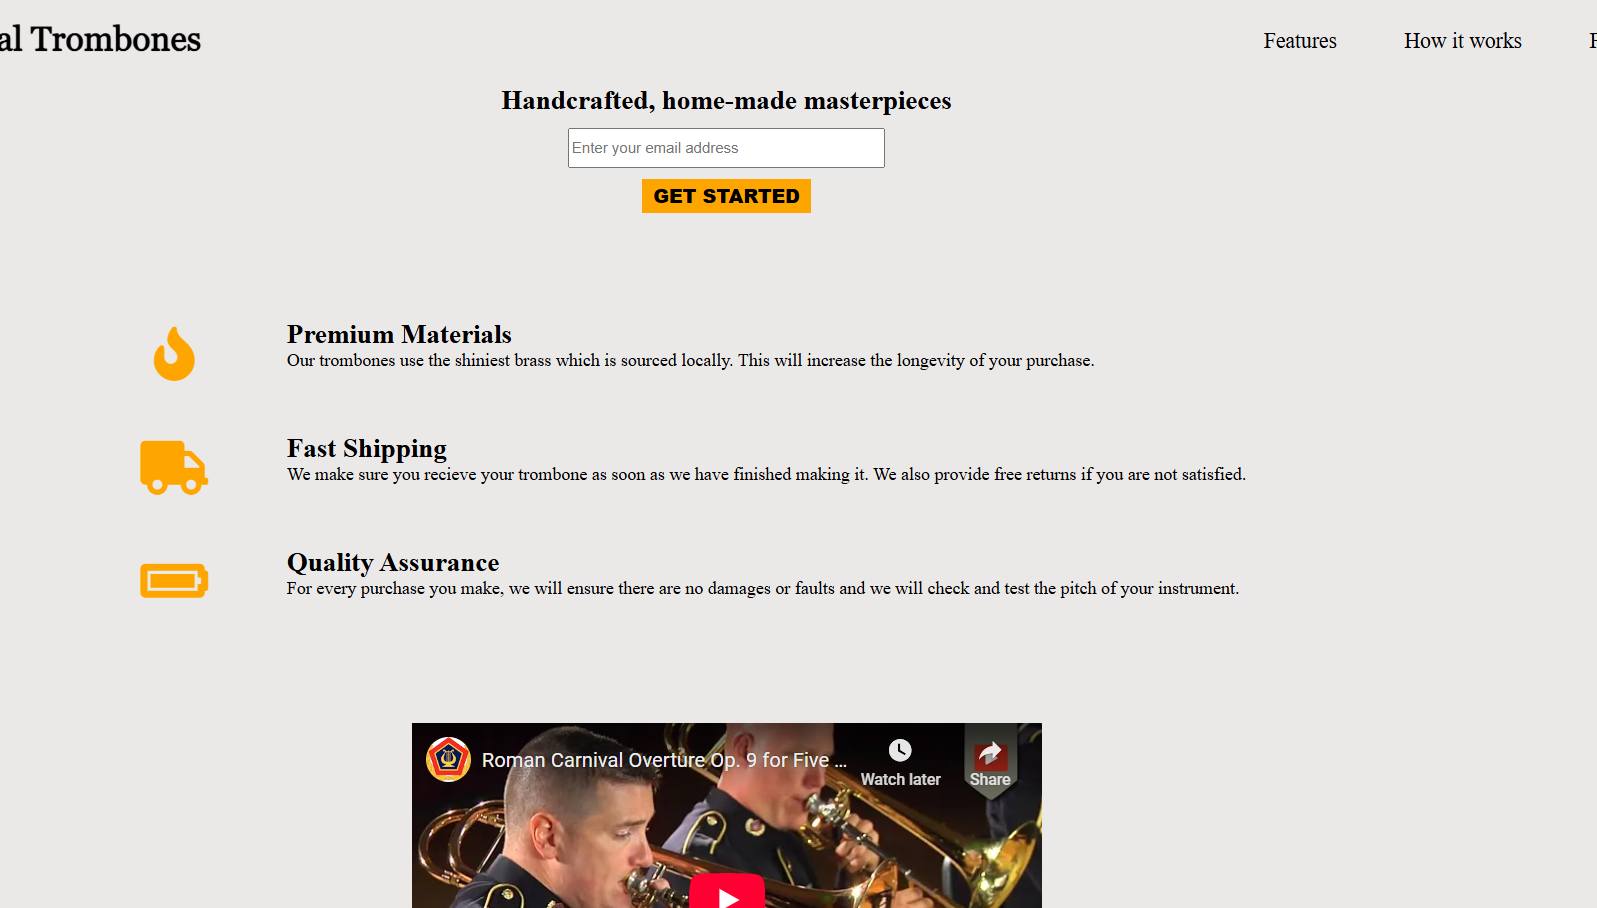 al Trombones
Features
How it works
Handcrafted, home-made masterpieces
Enter your email address
GET STARTED
Premium Materials
Our trombones use the shiniest brass which is sourced locally. This will increase the longevity of your purchase.
Fast Shipping
We make sure you recieve your trombone as soon as we have finished making it. We also provide free returns if you are not satisfied.
Quality Assurance
For every purchase you make, we will ensure there are no damages or faults and we will check and test the pitch of your instrument.
Roman Carnival Overture Op. 9 for Five ...
Watch later
Share